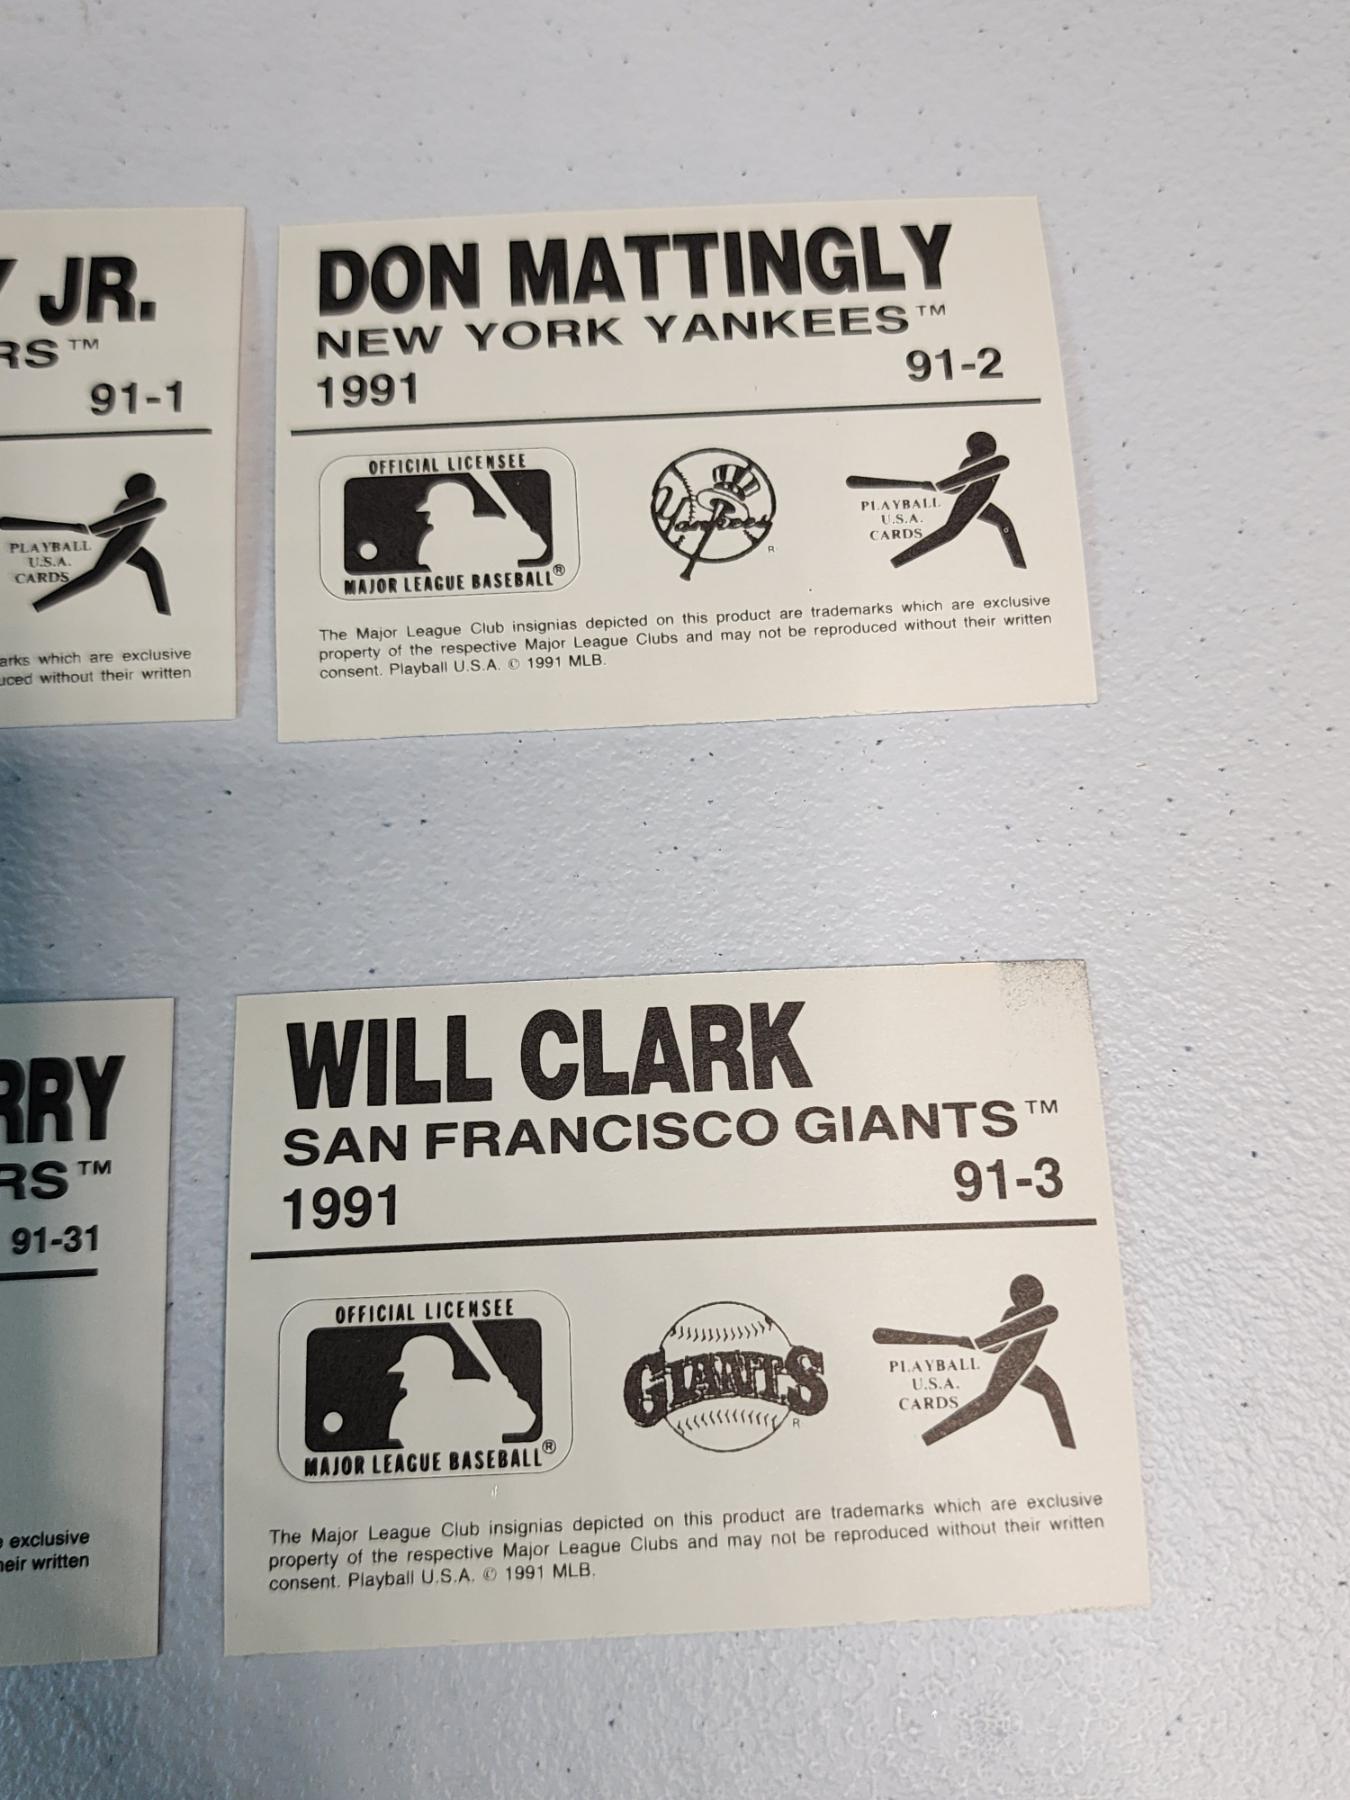 Y JR.
RS™
91-1
PLAYBALL
U.S.A.
CARDS
arks which are exclusive
uced without their written
DON MATTINGLY
NEW YORK YANKEES™
1991 91-2
OFFICIAL LICENSEE
MAJOR LEAGUE BASEBALL®
Yankees
R
PLAYBALL
U.S.A.
CARDS
The Major League Club insignias depicted on this product are trademarks which are exclusive
property of the respective Major League Clubs and may not be reproduced without their written
consent. Playball U.S.A. © 1991 MLB.
RRY
RS™
91-31
exclusive
heir written
WILL CLARK
SAN FRANCISCO GIANTS™
1991 91-3
OFFICIAL LICENSEE
MAJOR LEAGUE BASEBALL®
GIANTS
R
PLAYBALL
U.S.A.
CARDS
The Major League Club insignias depicted on this product are trademarks which are exclusive
property of the respective Major League Clubs and may not be reproduced without their written
consent. Playball U.S.A. © 1991 MLB.